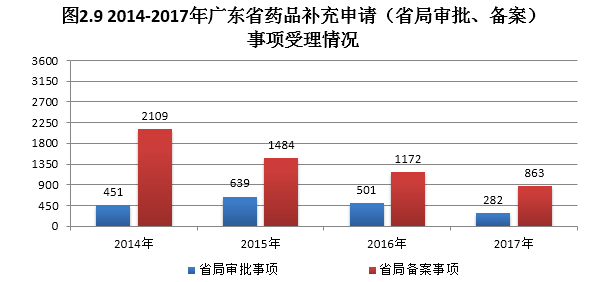 图2.9 2014-2017年广东省药品补充申请（省局审批、备案）
事项受理情况
3600
3150
2700
2250
1800
1350
900
450
0
451
2109
639
1484
501
1172
282
863
2014年
2015年
2016年
2017年
省局审批事项
省局备案事项